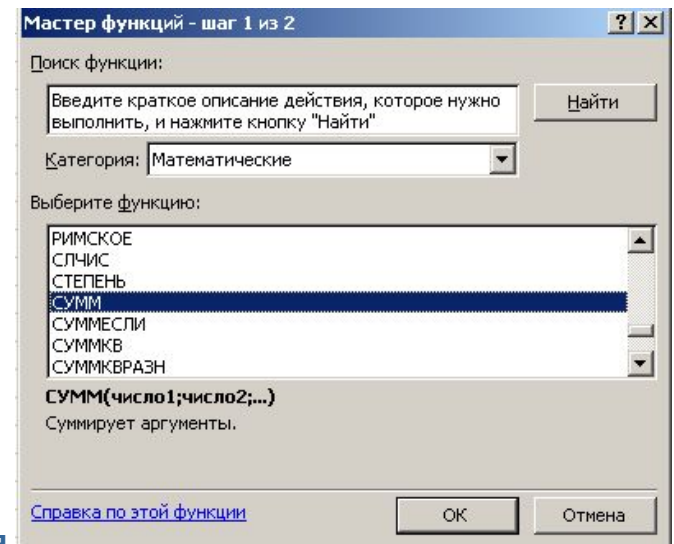 Мастер функций - шаг 1 из 2
Поиск функции:
Введите краткое описание действия, которое нужно
выполнить, и нажмите кнопку "Найти"
Найти
Категория: Математические
Выберите функцию:
РИМСКОЕ
СЛЧИС
СТЕПЕНЬ
СУММ
СУММЕСЛИ
СУММКВ
СУММКВРАЗН
СУММ(число1;число2;...)
Суммирует аргументы.
Справка по этой функции
ОК
Отмена